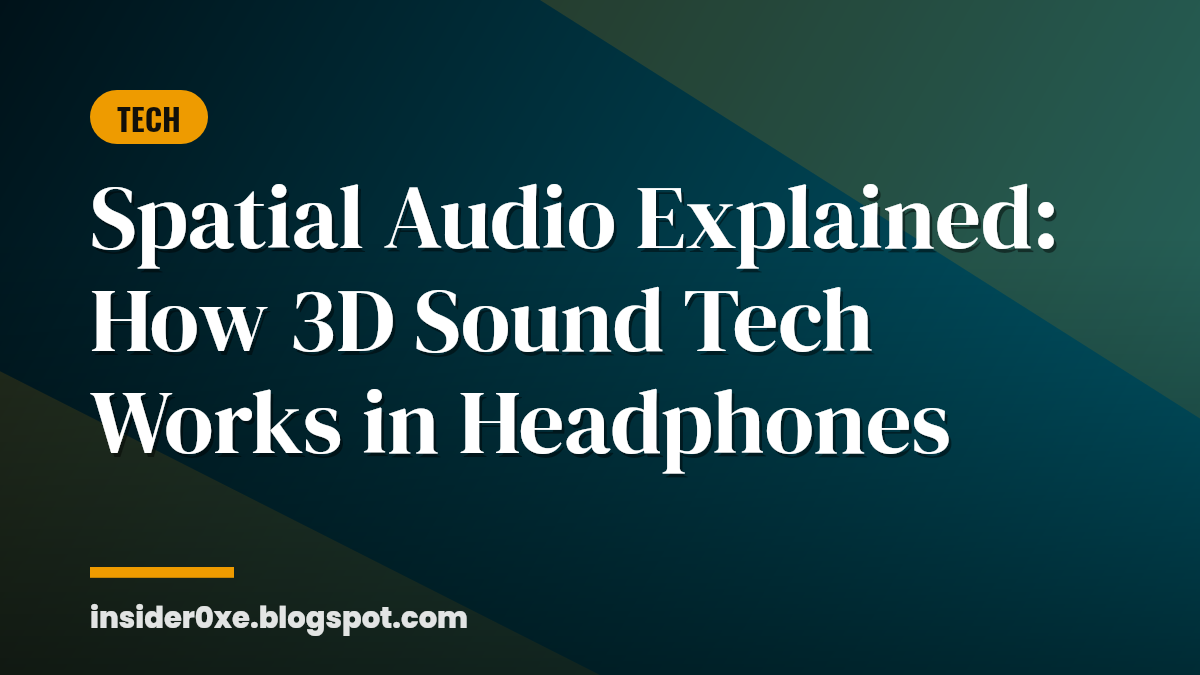 TECH
Spatial Audio Explained:
How 3D Sound Tech
Works in Headphones
insider0xe.blogspot.com